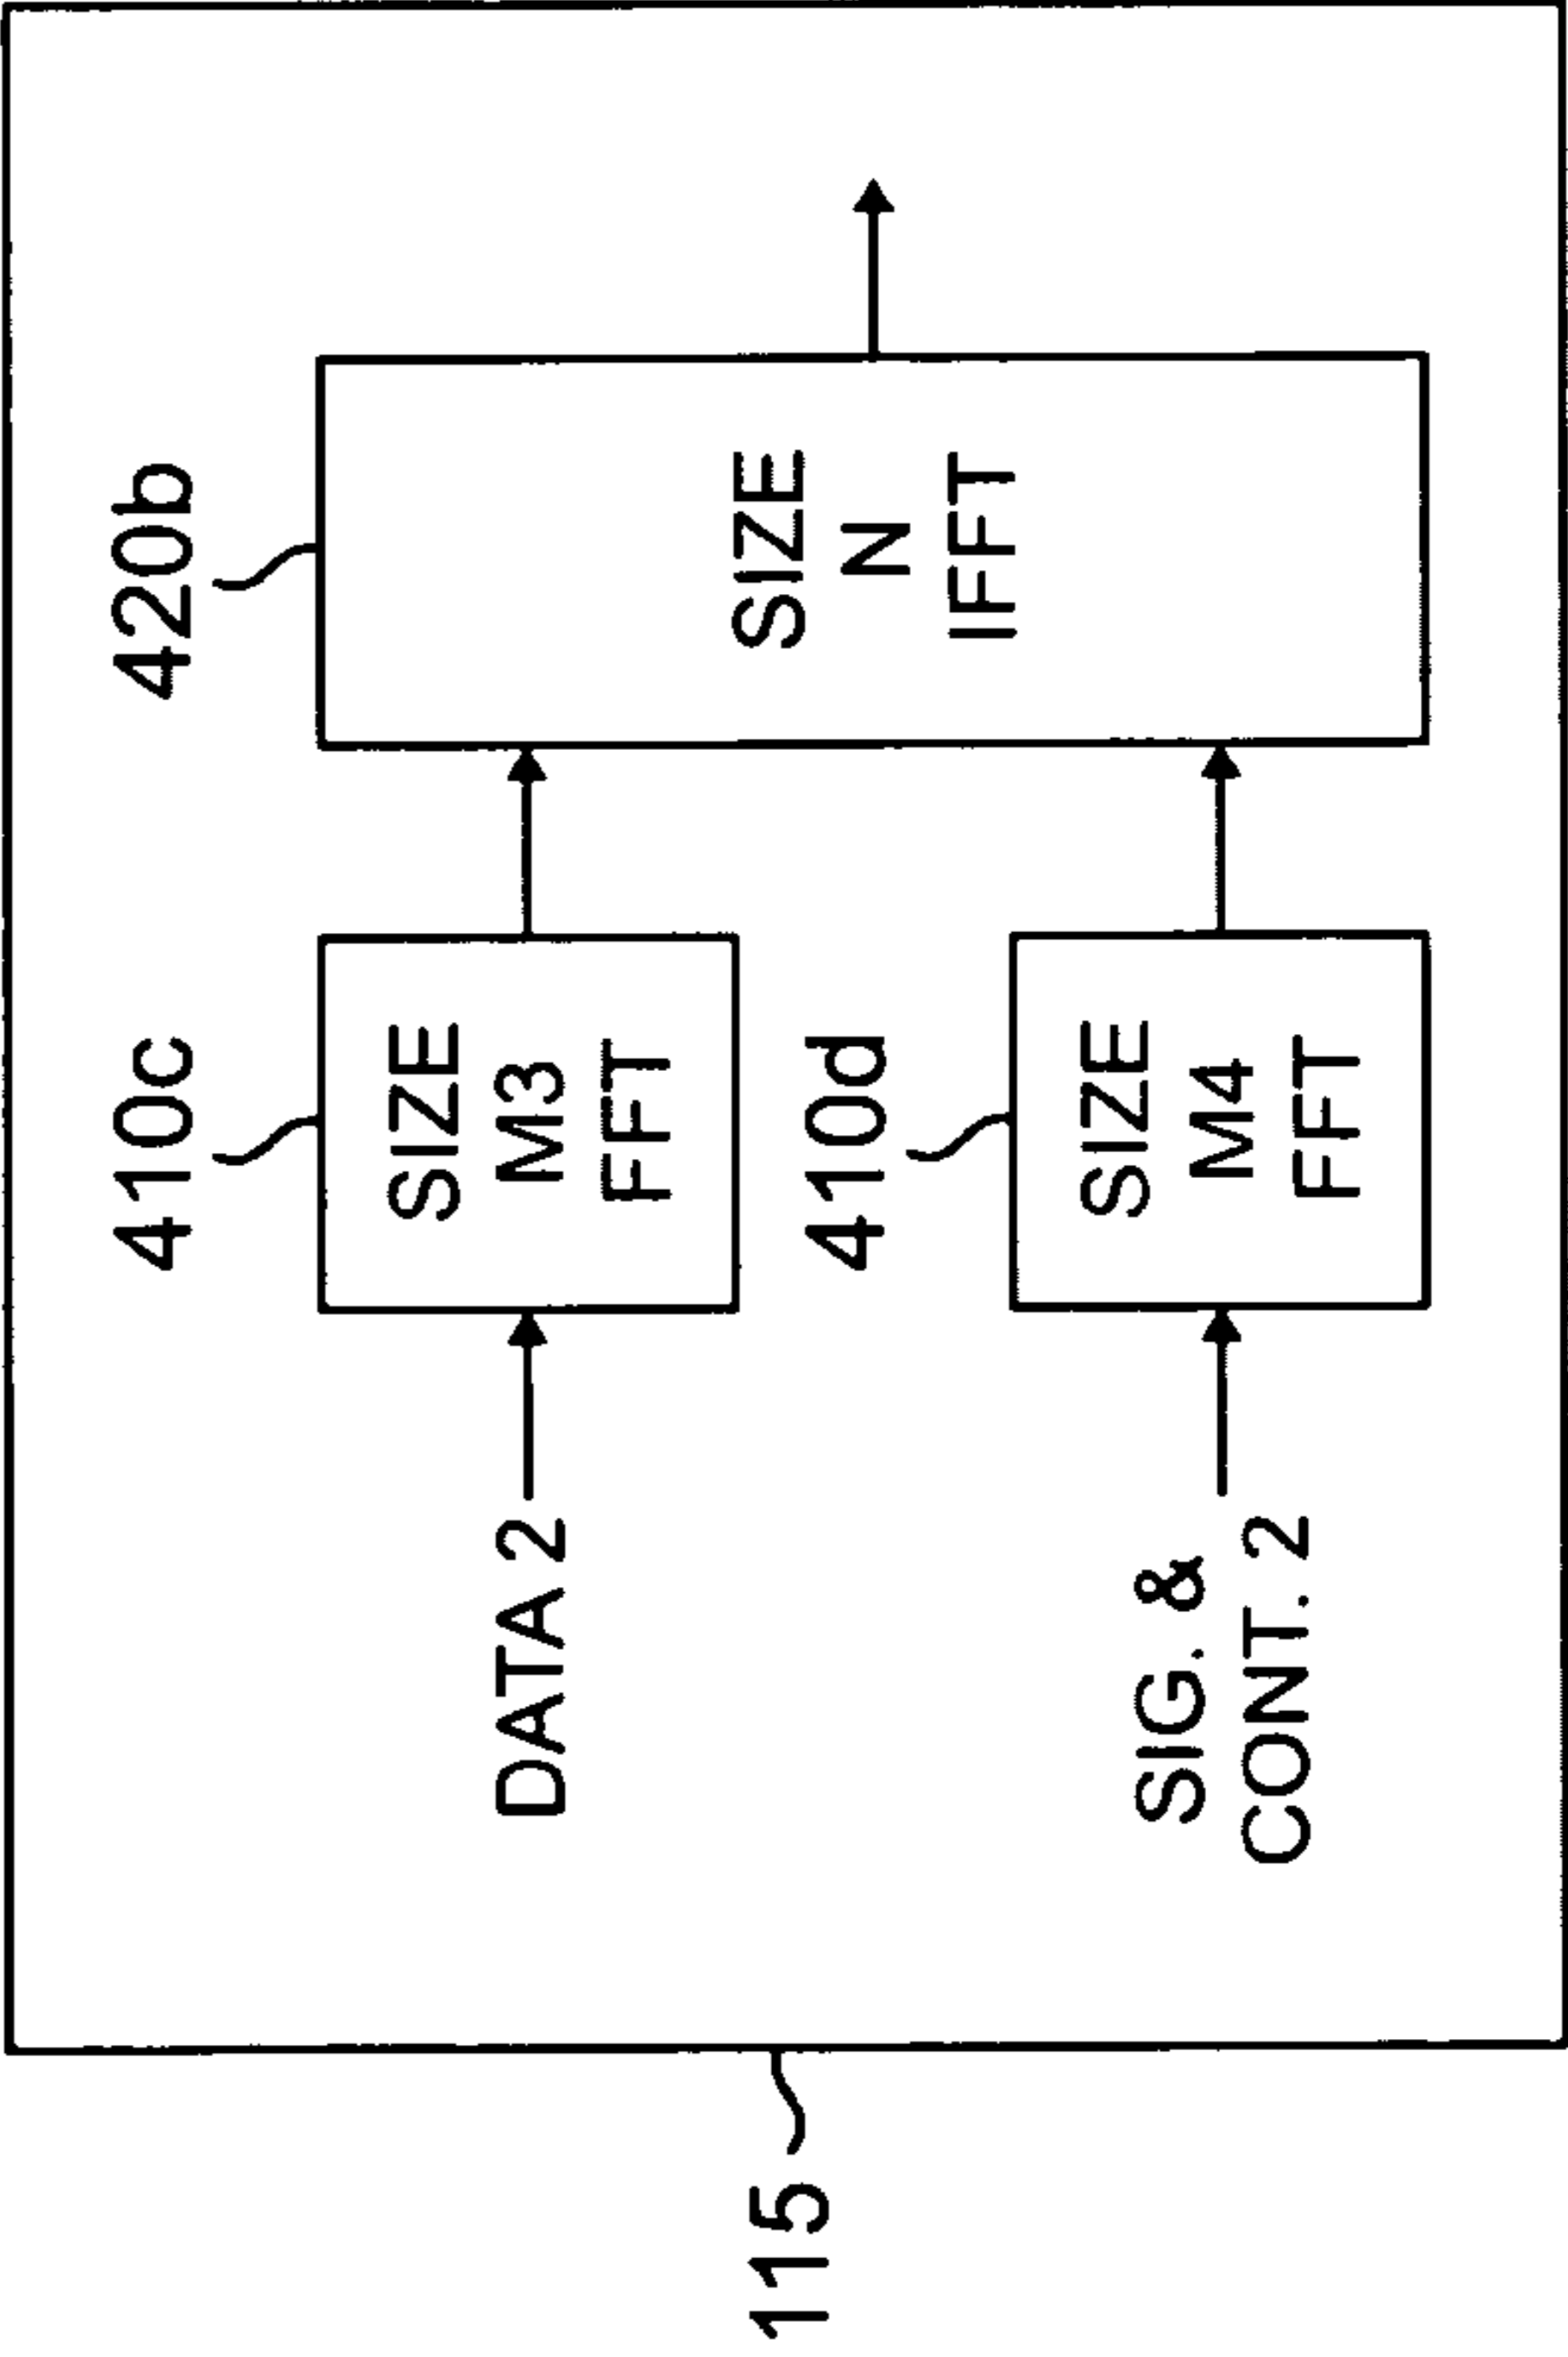 410c
420b
DATA 2
SIZE
M3
FFT
SIZE
N
IFFT
115
410d
SIG. &
CONT. 2
SIZE
M4
FFT